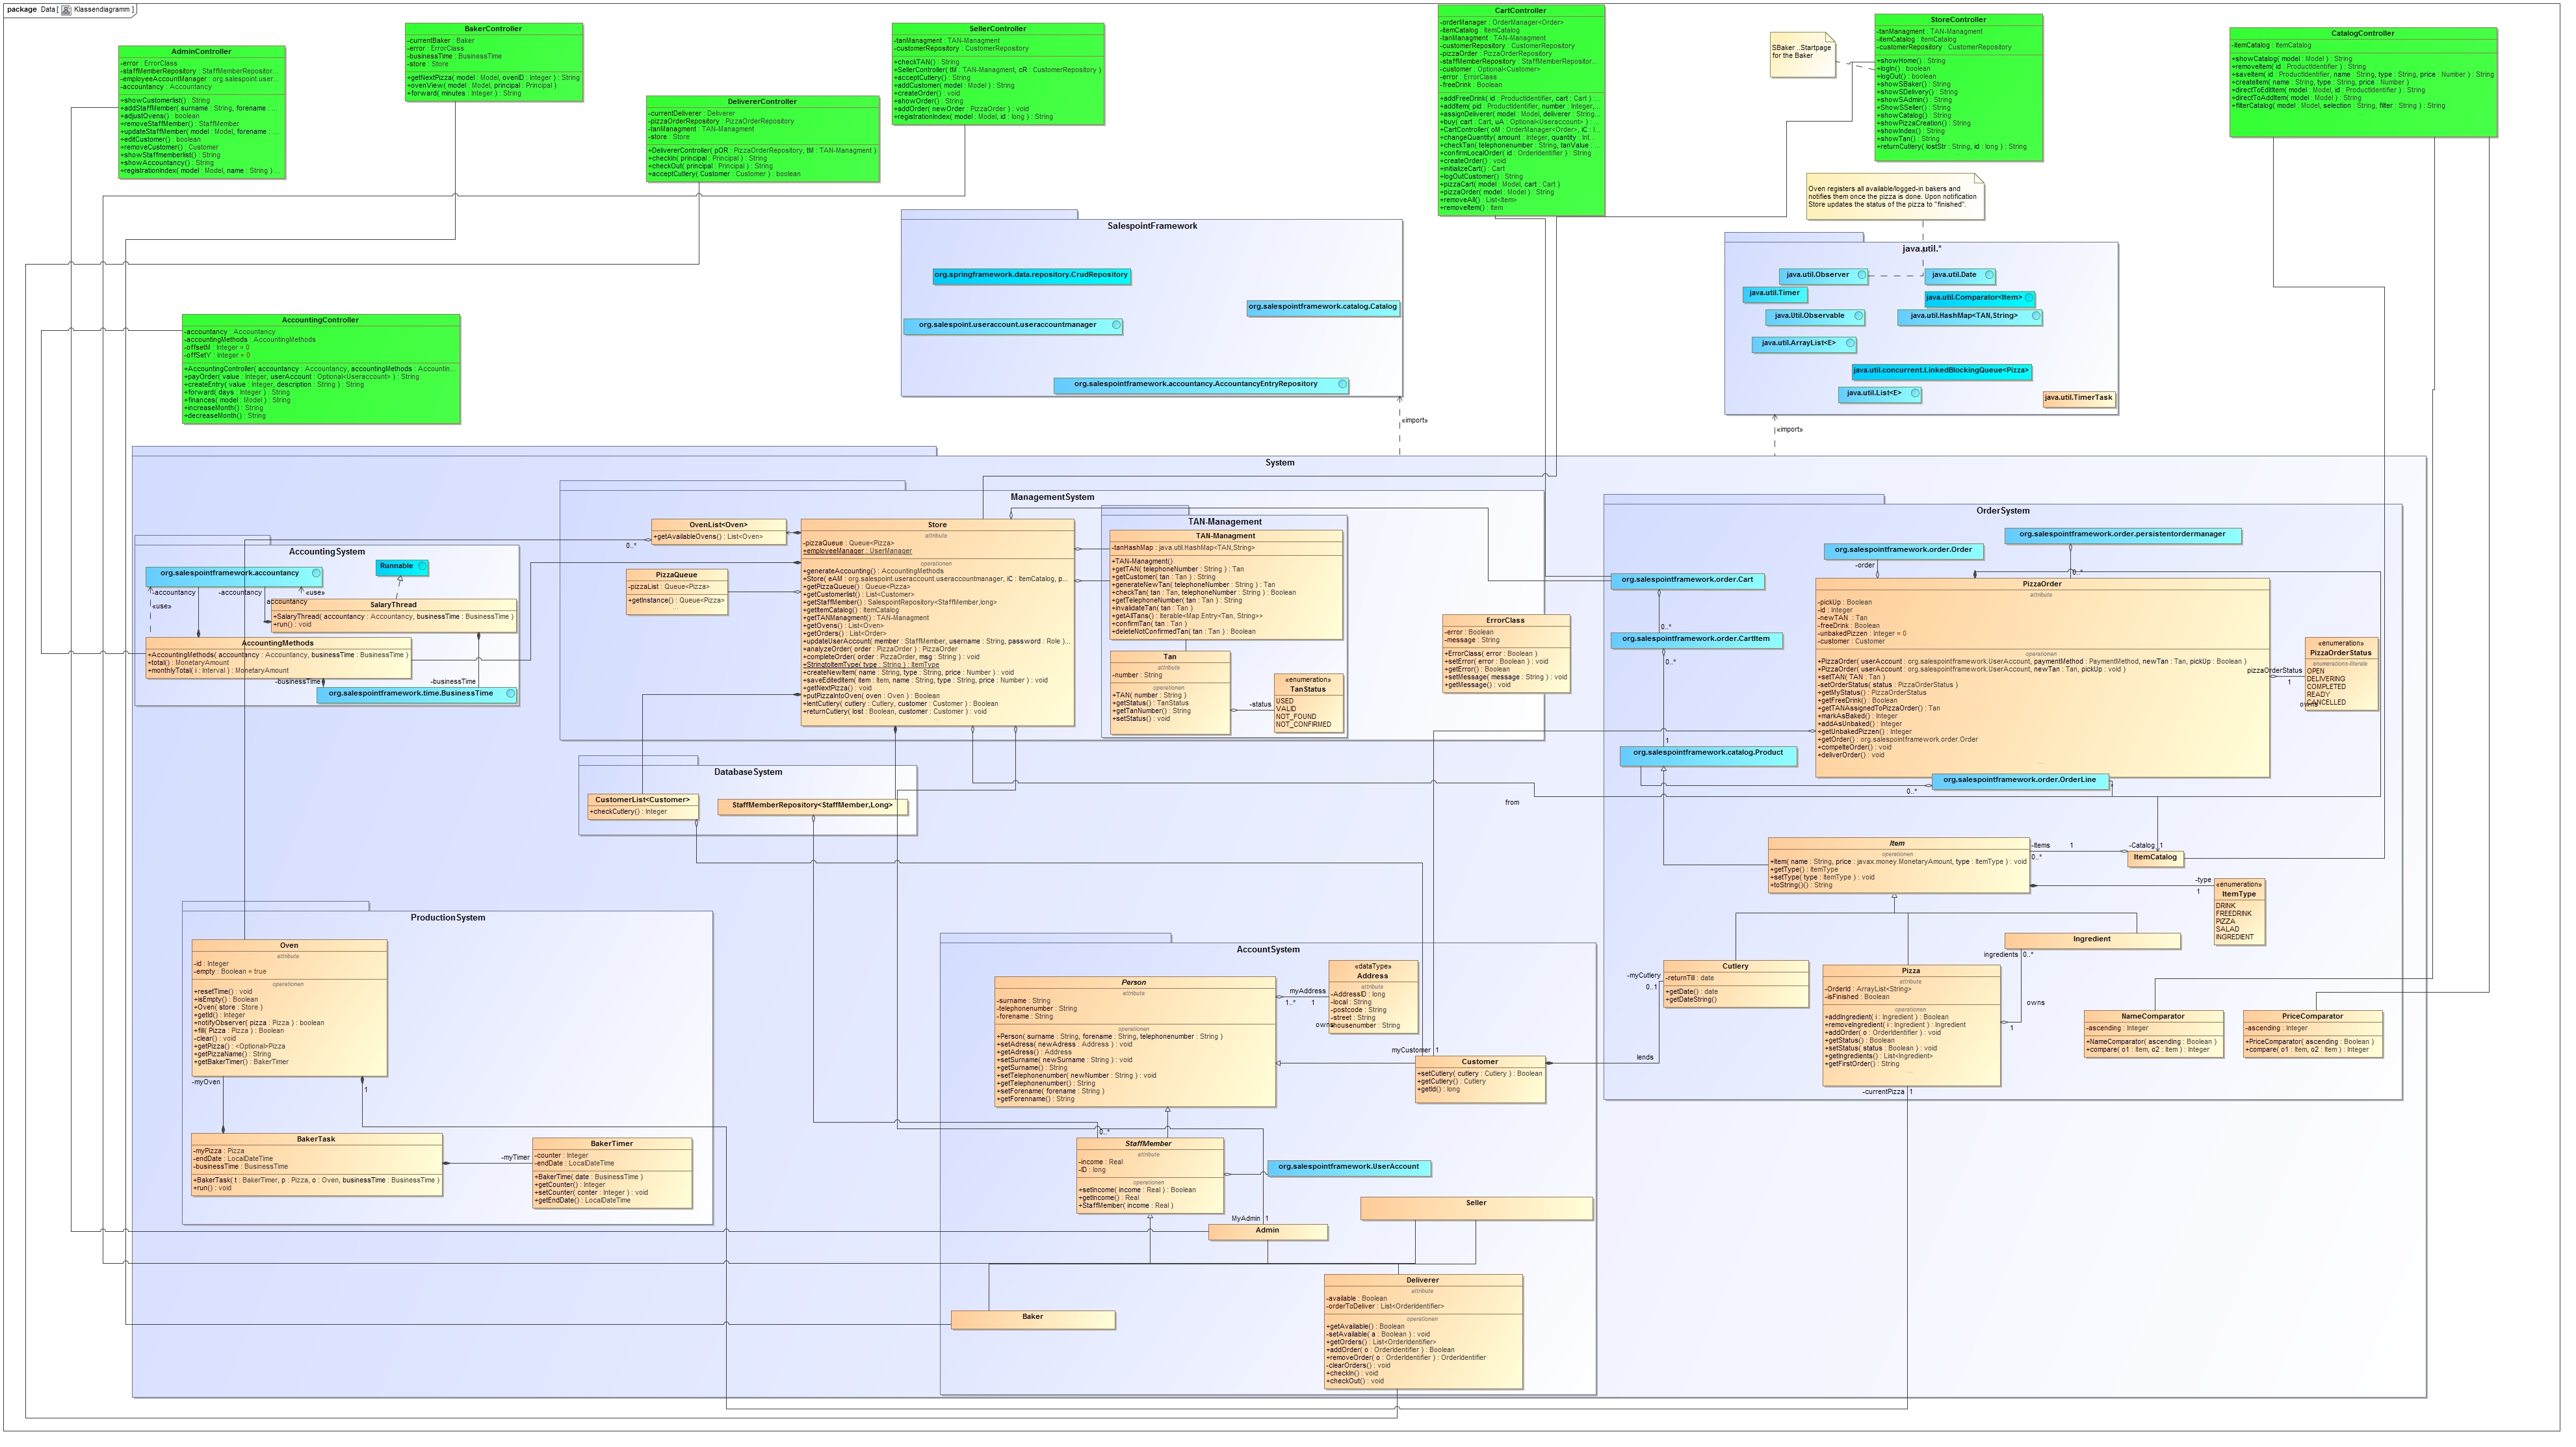 package Data [ Klassendiagramm ]
AdminController
-error : ErrorClass
-staffMemberRepository : StaffMemberRepositor...
-employeeAccountManager : org.salespoint.user...
-accountancy : Accountancy
+showCustomerlist() : String
+addStaffMember( surname : String, forename : ...
+adjustOvens() : boolean
+removeStaffMember() : StaffMember
+updateStaffMember( model : Model, forename : ...
+editCustomer() : boolean
+removeCustomer() : Customer
+showStaffmemberlist() : String
+showAccountancy() : String
+registrationIndex( model : Model, name : String ) ...
BakerController
-currentBaker : Baker
-error : ErrorClass
-businessTime : BusinessTime
-store : Store
+getNextPizza( model : Model, ovenID : Integer ) : String
+ovenView( model : Model, principal : Principal )
+forward( minutes : Integer ) : String
DelivererController
-currentDeliverer : Deliverer
-pizzaOrderRepository : PizzaOrderRepository
-tanManagment : TAN-Managment
-store : Store
+DelivererController( pOR : PizzaOrderRepository, tM : TAN-Managment )
+checkIn( principal : Principal ) : String
+checkOut( principal : Principal ) : String
+acceptCutlery( Customer : Customer ) : boolean
SellerController
-tanManagment : TAN-Managment
-customerRepository : CustomerRepository
+checkTAN() : String
+SellerController( tM : TAN-Managment, cR : CustomerRepository )
+acceptCutlery() : String
+addCustomer( model : Model ) : String
+createOrder() : void
+showOrder() : String
+addOrder( newOrder : PizzaOrder ) : void
+registrationIndex( model : Model, id : long ) : String
CartController
-orderManager : OrderManager<Order>
-itemCatalog : ItemCatalog
-tanManagment : TAN-Managment
-customerRepository : CustomerRepository
-pizzaOrder : PizzaOrderRepository
-staffMemberRepository : StaffMemberRepositor...
-customer : Optional<Customer>
-error : ErrorClass
-freeDrink : Boolean
+addFreeDrink( id : ProductIdentifier, cart : Cart ) : ...
+addItem( pid : ProductIdentifier, number : Integer, ...
+assignDeliverer( model : Model, deliverer : String...
+buy( cart : Cart, uA : Optional<Useraccount> ) : ...
+CartController( oM : OrderManager<Order>, iC : I...
+changeQuantity( amount : Integer, quantity : Int...
+checkTan( telephonenumber : String, tanValue : ...
+confirmLocalOrder( id : OrderIdentifier ) : String
+createOrder() : void
+initializeCart() : Cart
+logOutCustomer() : String
+pizzaCart( model : Model, cart : Cart )
+pizzaOrder( model : Model ) : String
+removeAll() : List<Item>
+removeItem() : Item
SBaker ..Startpage
for the Baker
StoreController
-tanManagment : TAN-Managment
-itemCatalog : ItemCatalog
-customerRepository : CustomerRepository
+showHome() : String
+logIn() : boolean
+logOut() : boolean
+showSBaker() : String
+showSDelivery() : String
+showSAdmin() : String
+ShowSSeller() : String
+showCatalog() : String
+showPizzaCreation() : String
+showIndex() : String
+showTan() : String
+returnCutlery( lostStr : String, id : long ) : String
CatalogController
-itemCatalog : ItemCatalog
+showCatalog( model : Model ) : String
+removeItem( id : ProductIdentifier ) : String
+saveItem( id : ProductIdentifier, name : String, type : String, price : Number ) : String
+createItem( name : String, type : String, price : Number )
+directToEditItem( model : Model, id : ProductIdentifier ) : String
+directToAddItem( model : Model ) : String
+filterCatalog( model : Model, selection : String, filter : String ) : String
Oven registers all available/logged-in bakers and
notifies them once the pizza is done. Upon notification
Store updates the status of the pizza to "finished".
SalespointFramework
org.springframework.data.repository.CrudRepository
org.salespointframework.catalog.Catalog
org.salespoint.useraccount.useraccountmanager
org.salespointframework.accountancy.AccountancyEntryRepository
java.util.*
java.util.Observer
java.util.Date
java.util.Timer
java.util.Comparator<Item>
java.Util.Observable
java.util.HashMap<TAN,String>
java.util.ArrayList<E>
java.util.concurrent.LinkedBlockingQueue<Pizza>
java.util.List<E>
java.util.TimerTask
AccountingController
-accountancy : Accountancy
-accountingMethods : AccountingMethods
-offsetM : Integer = 0
-offSetY : Integer = 0
+AccountingController( accountancy : Accountancy, accountingMethods : Accountin...
+payOrder( value : Integer, userAccount : Optional<Useraccount> ) : String
+createEntry( value : Integer, description : String ) : String
+forward( days : Integer ) : String
+finances( model : Model ) : String
+increaseMonth() : String
+decreaseMonth() : String
«import»
«import»
System
ManagementSystem
OvenList<Oven>
+getAvailableOvens() : List<Oven>
0..*
PizzaQueue
-pizzaList : Queue<Pizza>
+getInstance() : Queue<Pizza>
...
Store
attribute
-pizzaQueue : Queue<Pizza>
+employeeManager : UserManager
operationen
+generateAccounting() : AccountingMethods
+Store( eAM : org.salespoint.useraccount.useraccountmanager, iC : ItemCatalog, p...
+getPizzaQueue() : Queue<Pizza>
+getCustomerlist() : List<Customer>
+getStaffMember() : SalespointRepository<StaffMember,long>
+getItemCatalog() : ItemCatalog
+getTANManagment() : TAN-Managment
+getOvens() : List<Oven>
+getOrders() : List<Order>
+updateUserAccount( member : StaffMember, username : String, password : Role )...
+analyzeOrder( order : PizzaOrder ) : PizzaOrder
+completeOrder( order : PizzaOrder, msg : String ) : void
+StringtoItemType( type : String ) : ItemType
+createNewItem( name : String, type : String, price : Number ) : void
+saveEditedItem( item : Item, name : String, type : String, price : Number ) : void
+getNextPizza() : void
+putPizzaIntoOven( oven : Oven ) : Boolean
+lentCutlery( cutlery : Cutlery, customer : Customer ) : Boolean
+returnCutlery( lost : Boolean, customer : Customer ) : void
...
TAN-Management
TAN-Managment
-tanHashMap : java.util.HashMap<TAN,String>
+TAN-Managment()
+getTAN( telephoneNumber : String ) : Tan
+getCustomer( tan : Tan ) : String
+generateNewTan( telephoneNumber : String ) : Tan
+checkTan( tan : Tan, telephoneNumber : String ) : Boolean
+getTelephoneNumber( tan : Tan ) : String
+invalidateTan( tan : Tan )
+getAllTans() : Iterable<Map.Entry<Tan, String>>
+confirmTan( tan : Tan )
+deleteNotConfirmedTan( tan : Tan ) : Boolean
Tan
attribute
-number : String
operationen
+TAN( number : String )
+getStatus() : TanStatus
+getTanNumber() : String
+setStatus() : void
-status
«enumeration»
TanStatus
USED
VALID
NOT_FOUND
NOT_CONFIRMED
ErrorClass
-error : Boolean
-message : String
+ErrorClass( error : Boolean )
+setError( error : Boolean ) : void
+getError() : Boolean
+setMessage( message : String ) : void
+getMessage() : void
AccountingSystem
org.salespointframework.accountancy
Runnable
-accountancy
-accountancy
«use»
«use»
accountancy
SalaryThread
+SalaryThread( accountancy : Accountancy, businessTime : BusinessTime )
+run() : void
AccountingMethods
+AccountingMethods( accountancy : Accountancy, businessTime : BusinessTime )
+total() : MonetaryAmount
+monthlyTotal( i : Interval ) : MonetaryAmount
-businessTime
-businessTime
org.salespointframework.time.BusinessTime
OrderSystem
org.salespointframework.order.Order
org.salespointframework.order.persistentordermanager
-order
0..*
org.salespointframework.order.Cart
0..*
org.salespointframework.order.CartItem
0..*
1
org.salespointframework.catalog.Product
PizzaOrder
attribute
-pickUp : Boolean
-id : Integer
-newTAN : Tan
-freeDrink : Boolean
-unbakedPizzen : Integer = 0
-customer : Customer
operationen
+PizzaOrder( userAccount : org.salespointframework.UserAccount, paymentMethod : PaymentMethod, newTan : Tan, pickUp : Boolean )
+PizzaOrder( userAccount : org.salespointframework.UserAccount, newTan : Tan, pickUp : void )
+setTAN( TAN : Tan )
-setOrderStatus( status : PizzaOrderStatus )
+getMyStatus() : PizzaOrderStatus
+getFreeDrink() : Boolean
+getTANAssignedToPizzaOrder() : Tan
+markAsBaked() : Integer
+addAsUnbaked() : Integer
+getUnbakedPizzen() : Integer
+getOrder() : org.salespointframework.order.Order
+compelteOrder() : void
+deliverOrder() : void
...
pizzaOrderStatus
1
«enumeration»
PizzaOrderStatus
enumerations-literale
OPEN
DELIVERING
COMPLETED
READY
CANCELLED
owns
org.salespointframework.order.OrderLine
0..*
from
Item
operationen
+Item( name : String, price : javax.money.MonetaryAmount, type : ItemType ) : void
+getType() : ItemType
+setType( type : ItemType ) : void
+toString()() : String
-Items
1
0..*
-Catalog
1
ItemCatalog
-type
1
«enumeration»
ItemType
DRINK
FREEDRINK
PIZZA
SALAD
INGREDIENT
Ingredient
ingredients
0..*
owns
1
Cutlery
-returnTill : date
+getDate() : date
+getDateString()
-myCutlery
0..1
lends
Pizza
attribute
-OrderId : ArrayList<String>
-isFinished : Boolean
operationen
+addIngredient( i : Ingredient ) : Boolean
+removeIngredient( i : Ingredient ) : Ingredient
+addOrder( o : OrderIdentifier ) : void
+getStatus() : Boolean
+setStatus( status : Boolean ) : void
+getIngredients() : List<Ingredient>
+getFirstOrder() : String
...
-currentPizza
1
NameComparator
-ascending : Integer
+NameComparator( ascending : Boolean )
+compare( o1 : Item, o2 : Item ) : Integer
PriceComparator
-ascending : Integer
+PriceComparator( ascending : Boolean )
+compare( o1 : Item, o2 : Item ) : Integer
DatabaseSystem
CustomerList<Customer>
+checkCutlery() : Integer
StaffMemberRepository<StaffMember,Long>
ProductionSystem
Oven
attribute
-id : Integer
-empty : Boolean = true
operationen
+resetTime() : void
+isEmpty() : Boolean
+Oven( store : Store )
+getId() : Integer
+notifyObserver( pizza : Pizza ) : boolean
+fill( Pizza : Pizza ) : Boolean
-clear() : void
+getPizza() : <Optional>Pizza
+getPizzaName() : String
+getBakerTimer() : BakerTimer
-myOven
1
BakerTask
-myPizza : Pizza
-endDate : LocalDateTime
-businessTime : BusinessTime
+BakerTask( t : BakerTimer, p : Pizza, o : Oven, businessTime : BusinessTime )
+run() : void
-myTimer
BakerTimer
-counter : Integer
-endDate : LocalDateTime
+BakerTime( date : BusinessTime )
+getCounter() : Integer
+setCounter( conter : Integer ) : void
+getEndDate() : LocalDateTime
AccountSystem
Person
attribute
-surname : String
-telephonenumber : String
-forename : String
operationen
+Person( surname : String, forename : String, telephonenumber : String )
+setAdress( newAdress : Address ) : void
+getAdress() : Address
+setSurname( newSurname : String ) : void
+getSurname() : String
+setTelephonenumber( newNumber : String ) : void
+getTelephonenumber() : String
+setForename( forename : String )
+getForenname() : String
myAddress
1..*
1
owns
«dataType»
Address
attribute
-AddressID : long
-local : String
-postcode : String
-street : String
-housenumber : String
myCustomer
1
Customer
+setCutlery( cutlery : Cutlery ) : Boolean
+getCutlery() : Cutlery
+getId() : long
0..*
StaffMember
attribute
-income : Real
-ID : long
operationen
+setIncome( income : Real ) : Boolean
+getIncome() : Real
+StaffMember( income : Real )
org.salespointframework.UserAccount
MyAdmin
1
Admin
Seller
Baker
Deliverer
attribute
-available : Boolean
-orderToDeliver : List<OrderIdentifier>
operationen
+getAvailable() : Boolean
-setAvailable( a : Boolean ) : void
+getOrders() : List<OrderIdentifier>
+addOrder( o : OrderIdentifier ) : Boolean
+removeOrder( o : OrderIdentifier ) : OrderIdentifier
-clearOrders() : void
+checkIn() : void
+checkOut() : void